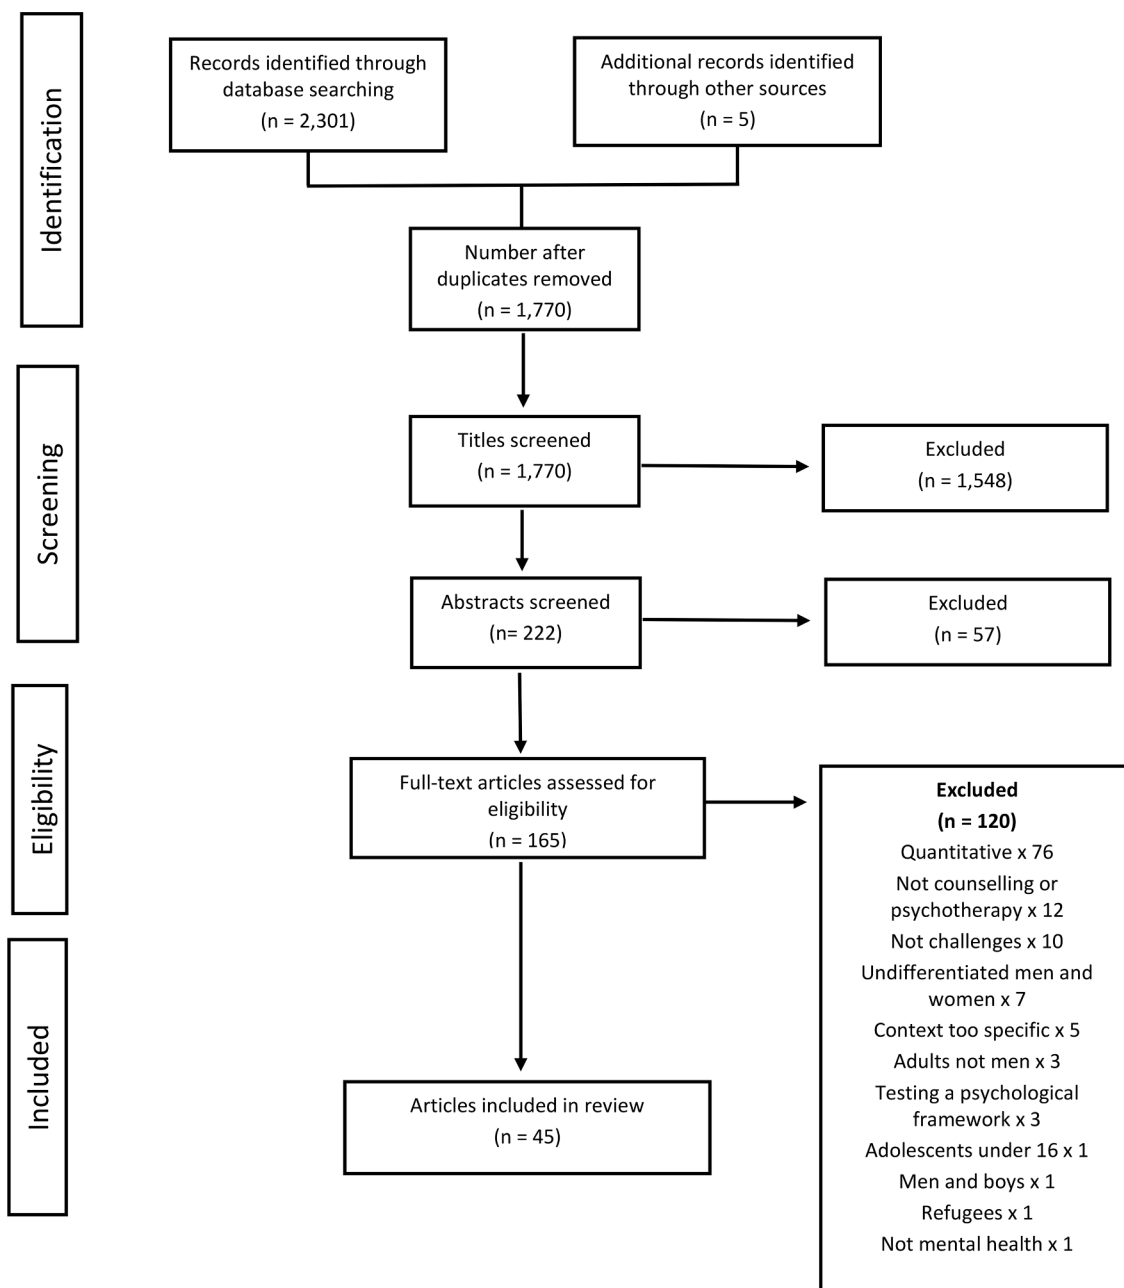 Identification
Records identified through
database searching
(n = 2,301)
Additional records identified
through other sources
(n = 5)
Number after
duplicates removed
(n = 1,770)
Screening
Titles screened
(n = 1,770)
Excluded
(n = 1,548)
Abstracts screened
(n= 222)
Excluded
(n = 57)
Eligibility
Full-text articles assessed for
eligibility
(n = 165)
Excluded
(n = 120)
Quantitative x 76
Not counselling or
psychotherapy x 12
Not challenges x 10
Undifferentiated men and
women x 7
Context too specific x 5
Adults not men x 3
Testing a psychological
framework x 3
Adolescents under 16 x 1
Men and boys x 1
Refugees x 1
Not mental health x 1
Included
Articles included in review
(n = 45)